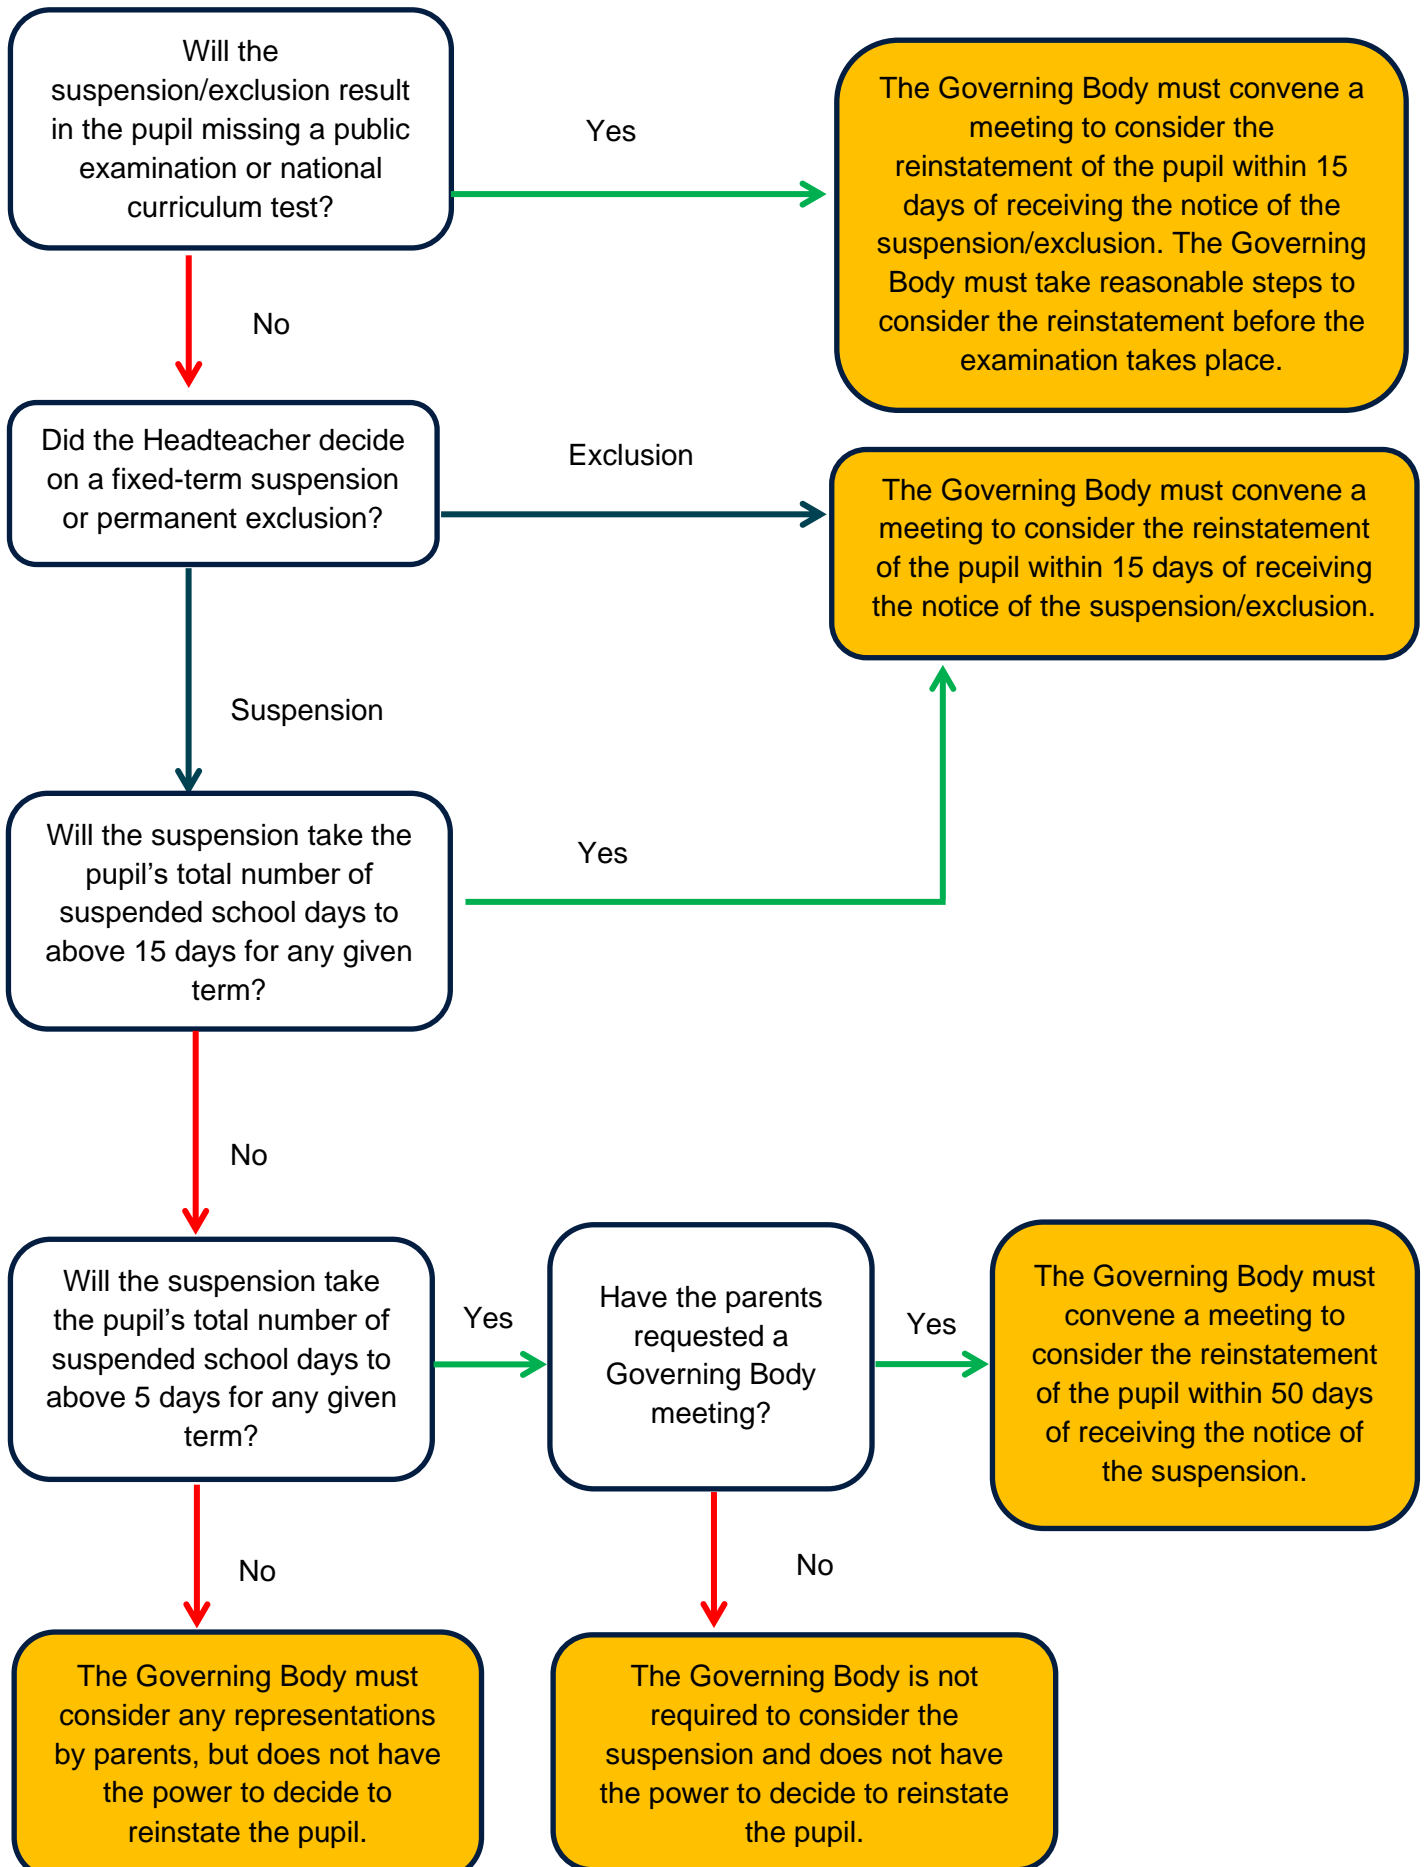 Will the
suspension/exclusion result
in the pupil missing a public
examination or national
curriculum test?
Yes
The Governing Body must convene a
meeting to consider the
reinstatement of the pupil within 15
days of receiving the notice of the
suspension/exclusion. The Governing
Body must take reasonable steps to
consider the reinstatement before the
examination takes place.
No
Did the Headteacher decide
on a fixed-term suspension
or permanent exclusion?
Exclusion
The Governing Body must convene a
meeting to consider the reinstatement
of the pupil within 15 days of receiving
the notice of the suspension/exclusion.
Suspension
Will the suspension take the
pupil’s total number of
suspended school days to
above 15 days for any given
term?
Yes
No
Will the suspension take
the pupil’s total number of
suspended school days to
above 5 days for any given
term?
Yes
Have the parents
requested a
Governing Body
meeting?
Yes
The Governing Body must
convene a meeting to
consider the reinstatement
of the pupil within 50 days
of receiving the notice of
the suspension.
No
No
The Governing Body must
consider any representations
by parents, but does not have
the power to decide to
reinstate the pupil.
The Governing Body is not
required to consider the
suspension and does not have
the power to decide to reinstate
the pupil.